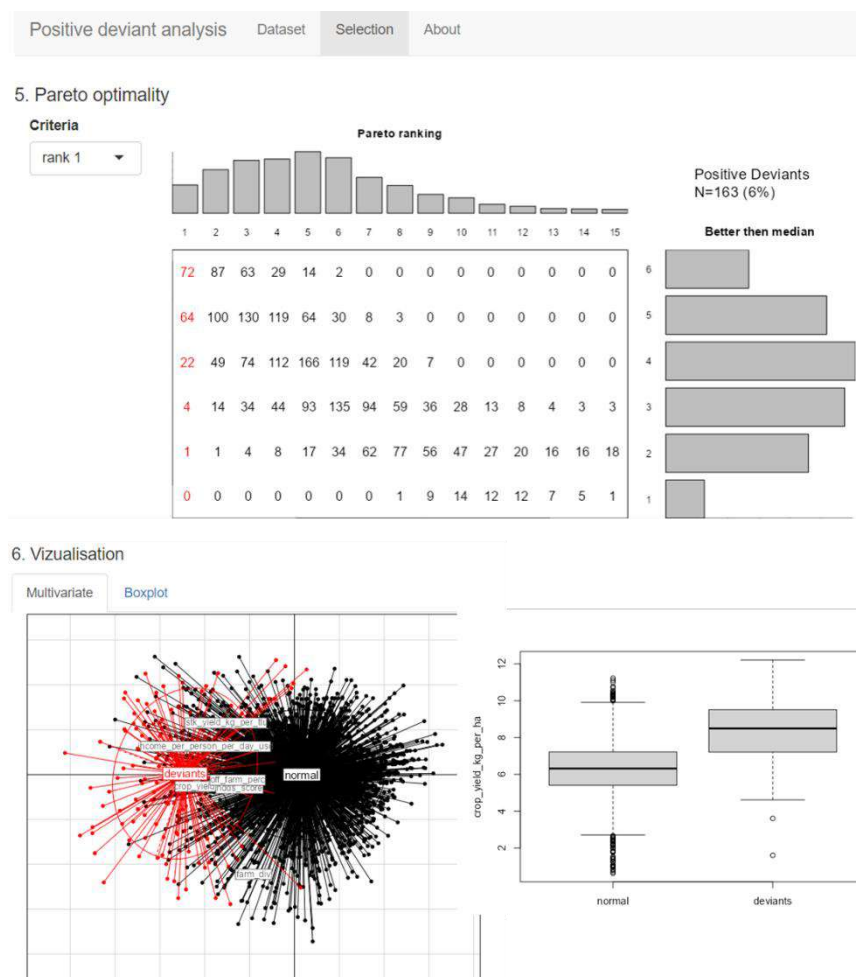 Positive deviant analysis Dataset Selection About
5. Pareto optimality
Criteria
rank 1
Pareto ranking
Positive Deviants
N=163 (6%)
1 2 3 4 5 6 7 8 9 10 11 12 13 14 15
Better then median
72 87 63 29 14 2 0 0 0 0 0 0 0 0 0 6
64 100 130 119 64 30 8 3 0 0 0 0 0 0 0 5
22 49 74 112 166 119 42 20 7 0 0 0 0 0 0 4
4 14 34 44 93 135 94 59 36 28 13 8 4 3 3 3
1 1 4 8 17 34 62 77 56 47 27 20 16 16 18 2
0 0 0 0 0 0 0 1 9 14 12 12 7 5 1 1
6. Vizualisation
Multivariate Boxplot
stk_yield_kg_per_tlu
ncome_per_person_per_day_usd
deviants
normal
off_farm_perc
crop_yield
hdds_score
farm_div
crop_yield_kg_per_ha
12
10
8
6
4
2
normal deviants